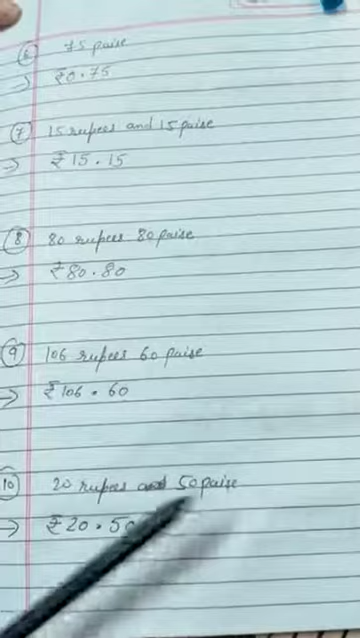 ⑥ 75 paise
→ ₹0.75
⑦ 15 rupees and 15 paise
→ ₹15.15
⑧ 80 rupees 80 paise
→ ₹80.80
⑨ 106 rupees 60 paise
→ ₹106.60
⑩ 20 rupees and 50 paise
→ ₹20.50